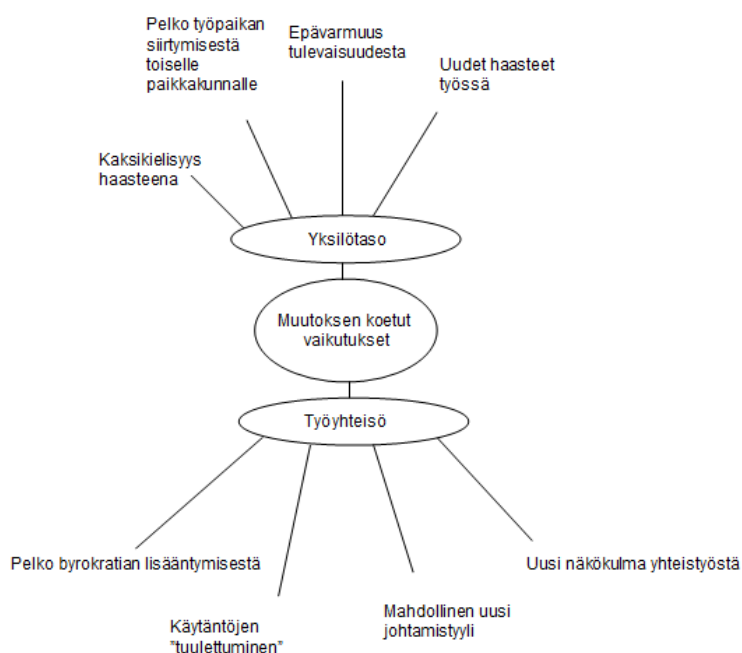 Pelko työpaikan
siirtymisestä
toiselle
paikkakunnalle
Epävarmuus
tulevaisuudesta
Uudet haasteet
työssä
Kaksikielisyys
haasteena
Yksilötaso
Muutoksen koetut
vaikutukset
Työyhteisö
Pelko byrokratian lisääntymisestä
Käytäntöjen
"tuulettuminen"
Mahdollinen uusi
johtamistyyli
Uusi näkökulma yhteistyöstä